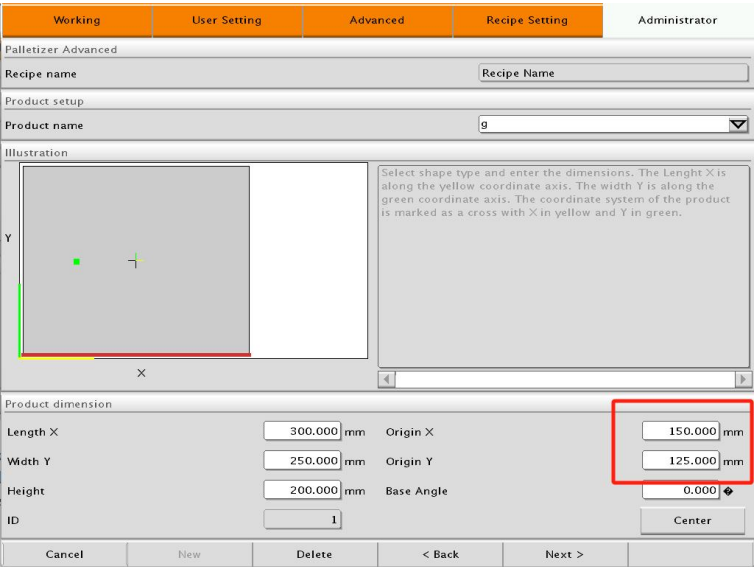 Working User Setting Advanced Recipe Setting Administrator
Palletizer Advanced
Recipe name Recipe Name
Product setup
Product name g
Illustration
Select shape type and enter the dimensions. The Lenght X is
along the yellow coordinate axis. The width Y is along the
green coordinate axis. The coordinate system of the product
is marked as a cross with X in yellow and Y in green.
Y
X
Product dimension
Length X 300.000 mm Origin X 150.000 mm
Width Y 250.000 mm Origin Y 125.000 mm
Height 200.000 mm Base Angle 0.000 �
ID 1 Center
Cancel New Delete < Back Next >